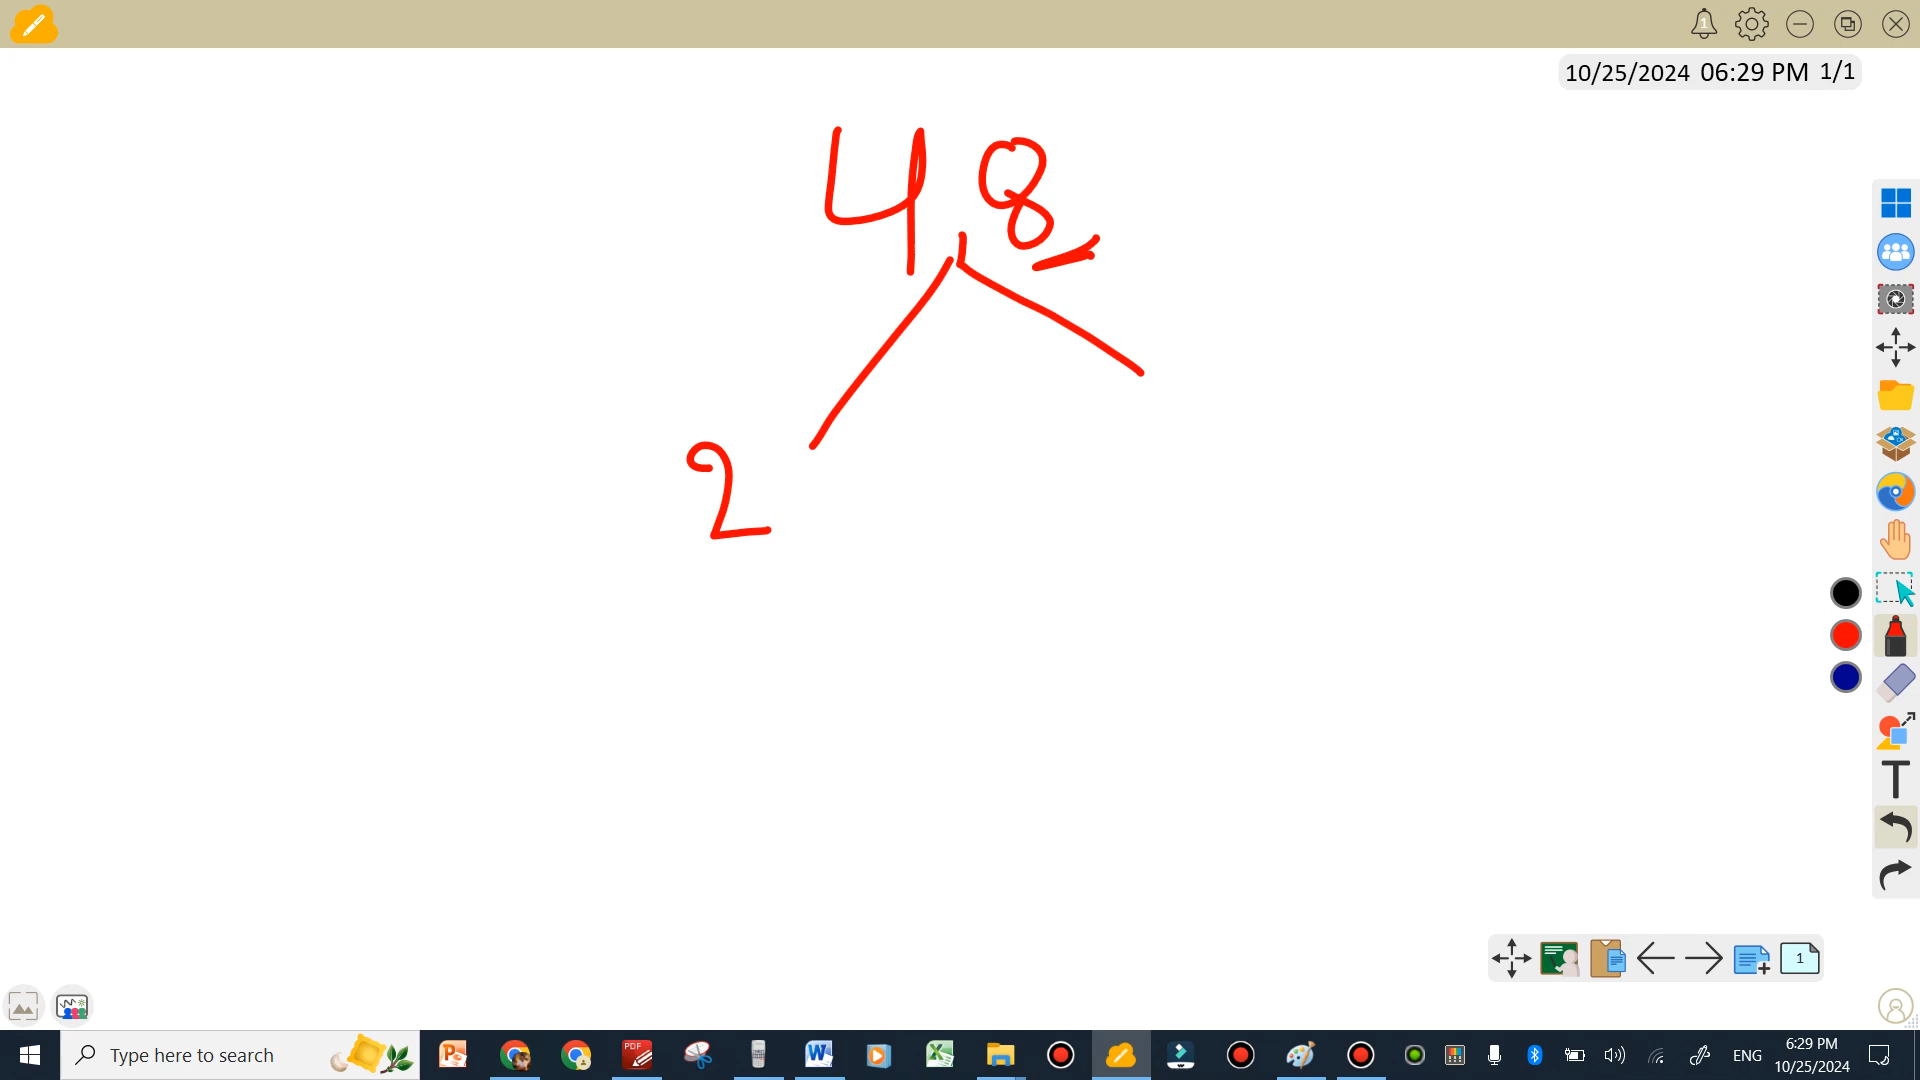 10/25/2024 06:29 PM 1/1
48
2
1
Type here to search
ENG
6:29 PM
10/25/2024